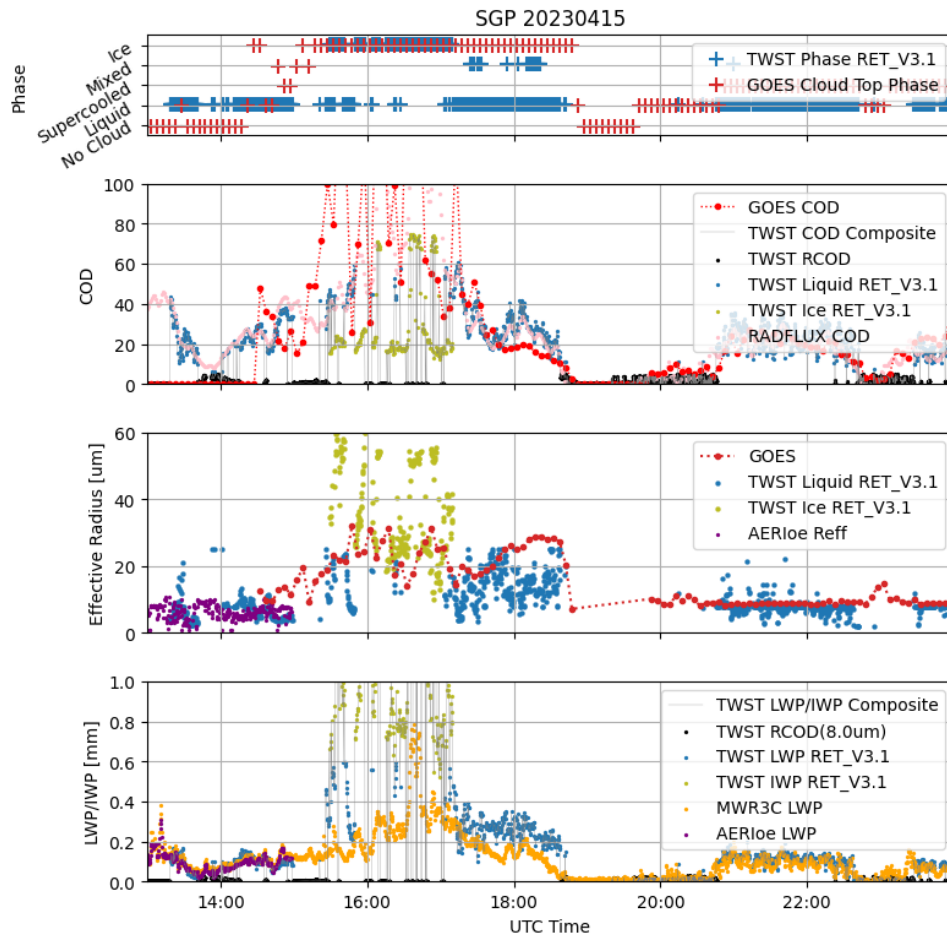 SGP 20230415
Phase
Ice
Mixed
Supercooled
Liquid
No Cloud
TWST Phase RET_V3.1
GOES Cloud Top Phase
COD
100
80
60
40
20
0
GOES COD
TWST COD Composite
TWST RCOD
TWST Liquid RET_V3.1
TWST Ice RET_V3.1
RADFLUX COD
Effective Radius [um]
60
40
20
0
GOES
TWST Liquid RET_V3.1
TWST Ice RET_V3.1
AERIoe Reff
LWP/IWP [mm]
1.0
0.8
0.6
0.4
0.2
0.0
TWST LWP/IWP Composite
TWST RCOD(8.0um)
TWST LWP RET_V3.1
TWST IWP RET_V3.1
MWR3C LWP
AERIoe LWP
14:00 16:00 18:00 20:00 22:00
UTC Time